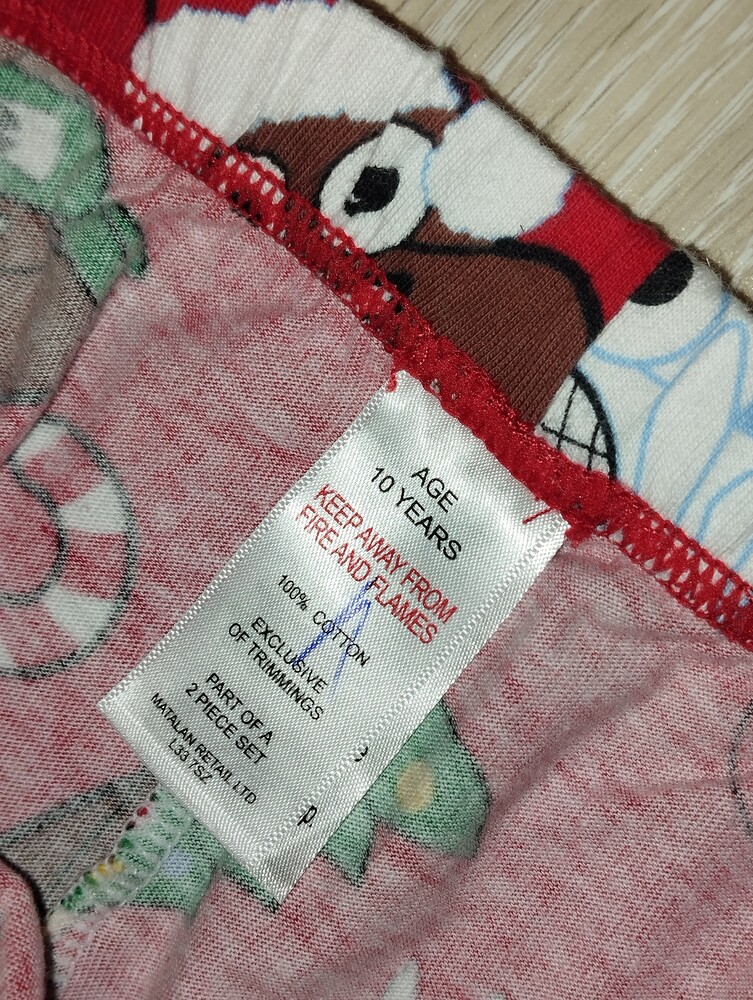 AGE
10 YEARS
KEEP AWAY FROM
FIRE AND FLAMES
100% COTTON
EXCLUSIVE
OF TRIMMINGS
PART OF A
2 PIECE SET
MATALAN RETAIL LTD
L33 7SZ